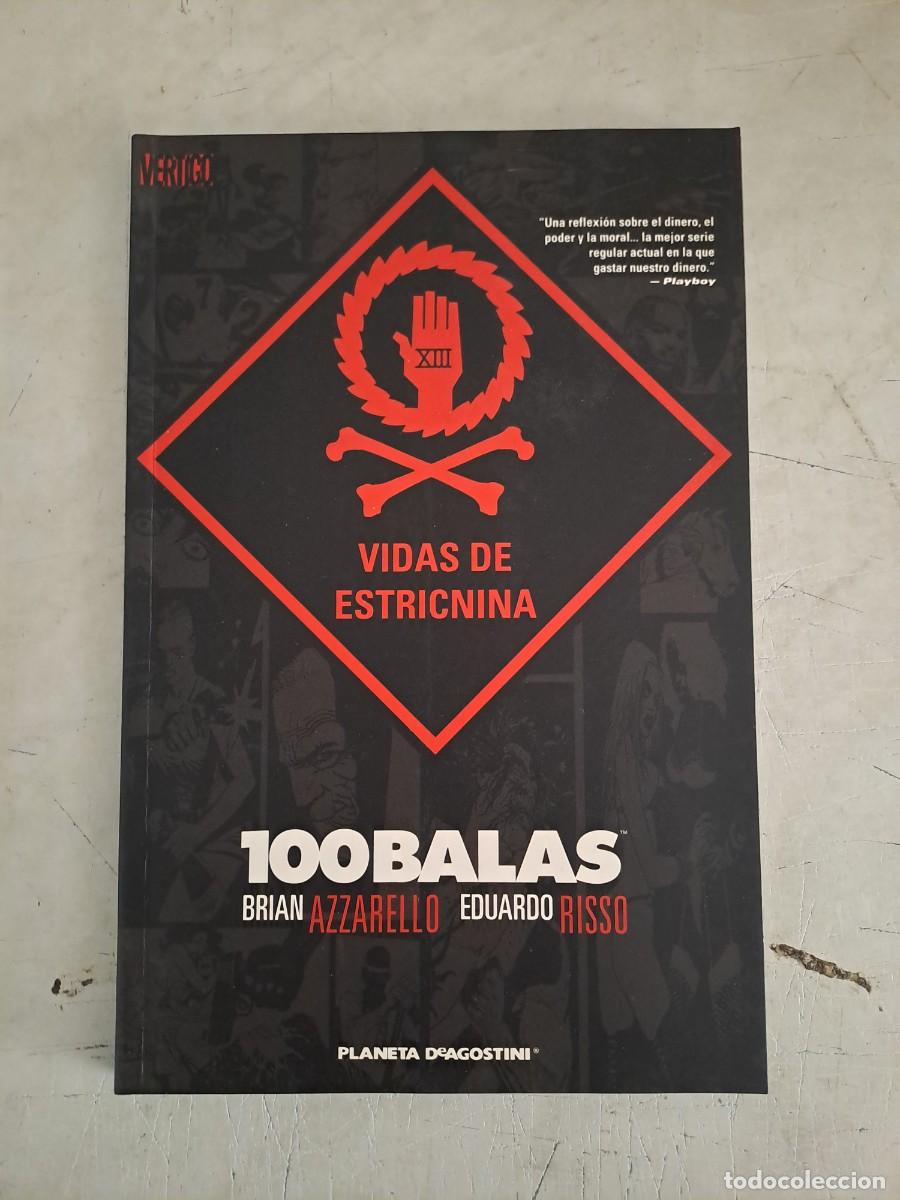 VERTIGO
"Una reflexión sobre el dinero, el
poder y la moral... la mejor serie
regular actual en la que
gastar nuestro dinero."
— Playboy
XIII
VIDAS DE
ESTRICNINA
100BALAS™
BRIAN AZZARELLO EDUARDO RISSO
PLANETA DeAGOSTINI®
todocoleccion